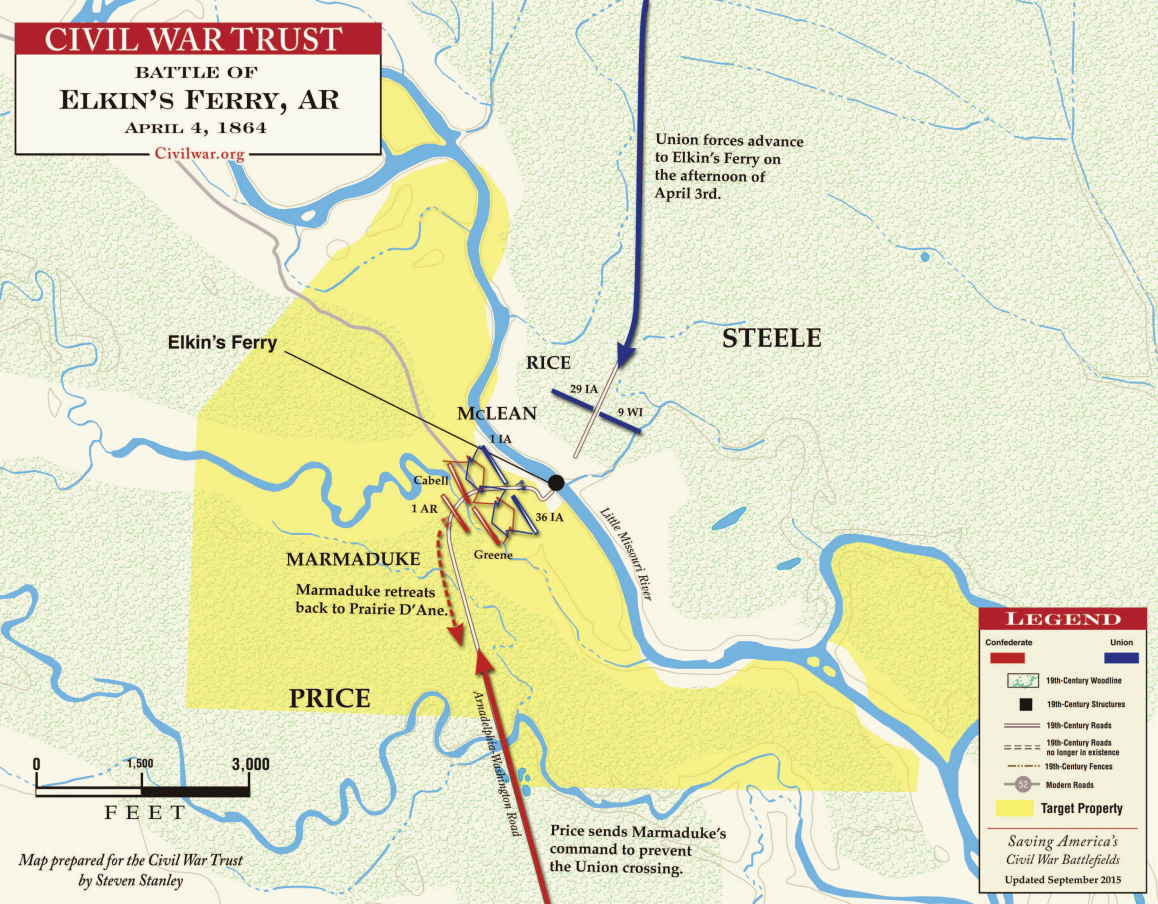 CIVIL WAR TRUST
BATTLE OF
ELKIN'S FERRY, AR
APRIL 4, 1864
Civilwar.org
Union forces advance
to Elkin's Ferry on
the afternoon of
April 3rd.
STEELE
Elkin's Ferry
RICE
29 IA
9 WI
McLEAN
1 IA
Cabell
1 AR
36 IA
Greene
Little Missouri River
MARMADUKE
Marmaduke retreats
back to Prairie D'Ane.
PRICE
Arnadelphia-Washington Road
Price sends Marmaduke's
command to prevent
the Union crossing.
0 1,500 3,000
FEET
Map prepared for the Civil War Trust
by Steven Stanley
LEGEND
Confederate Union
19th-Century Woodline
19th-Century Structures
19th-Century Roads
19th-Century Roads
no longer in existence
19th-Century Fences
52 Modern Roads
Target Property
Saving America's
Civil War Battlefields
Updated September 2015